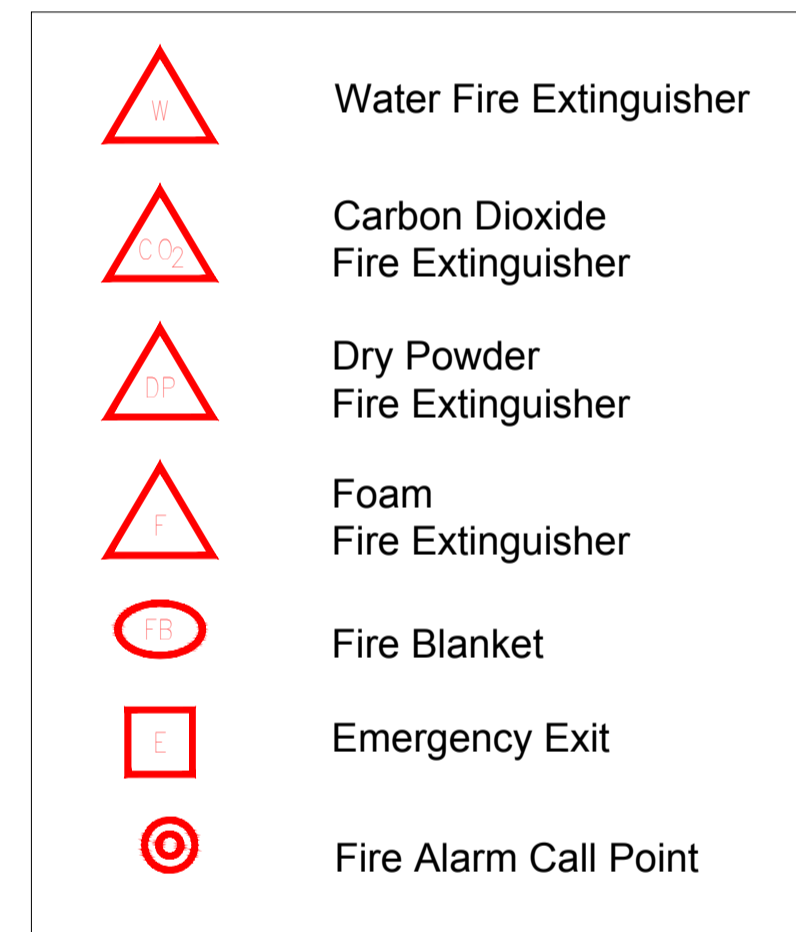 W
Water Fire Extinguisher
CO2
Carbon Dioxide
Fire Extinguisher
DP
Dry Powder
Fire Extinguisher
F
Foam
Fire Extinguisher
FB
Fire Blanket
E
Emergency Exit
Fire Alarm Call Point